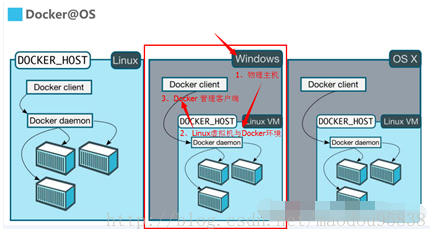 Docker@OS
DOCKER_HOST
Linux
Docker client
Docker daemon
Windows
1、物理主机
Docker client
3、Docker 管理客户端
DOCKER_HOST
Linux VM
2、Linux虚拟机与Docker环境
Docker daemon
OS X
Docker client
DOCKER_HOST
Linux VM
Docker daemon